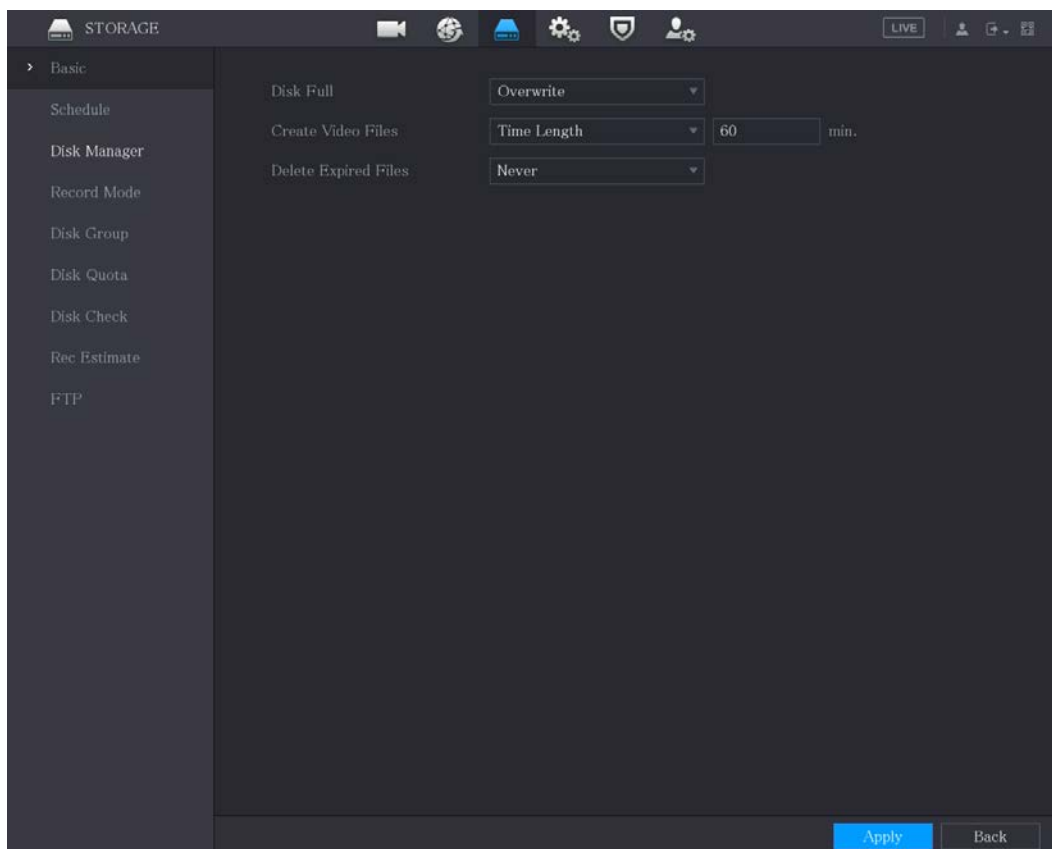 STORAGE
LIVE
Basic
Schedule
Disk Manager
Record Mode
Disk Group
Disk Quota
Disk Check
Rec Estimate
FTP
Disk Full Overwrite
Create Video Files Time Length 60 min.
Delete Expired Files Never
Apply Back